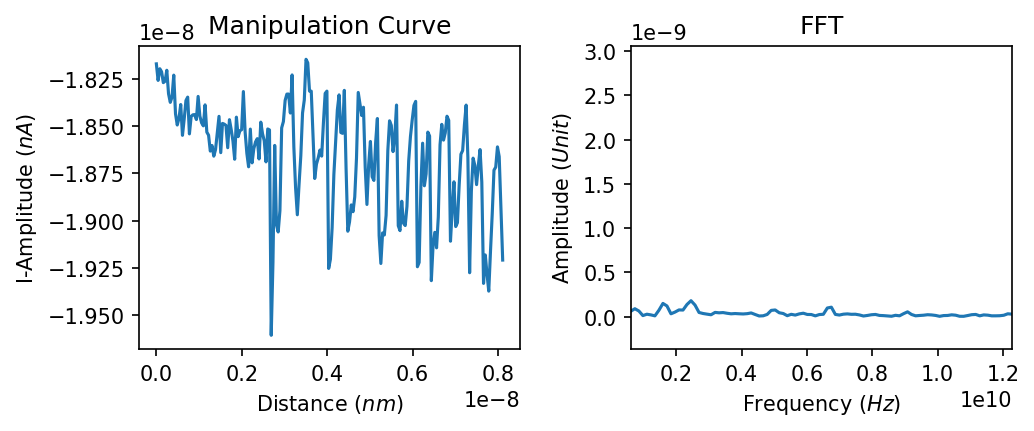 Manipulation Curve
1e−8
−1.825
−1.850
−1.875
−1.900
−1.925
−1.950
I-Amplitude (nA)
0.0 0.2 0.4 0.6 0.8
1e−8
Distance (nm)
FFT
1e−9
3.0
2.5
2.0
1.5
1.0
0.5
0.0
Amplitude (Unit)
0.2 0.4 0.6 0.8 1.0 1.2
1e10
Frequency (Hz)